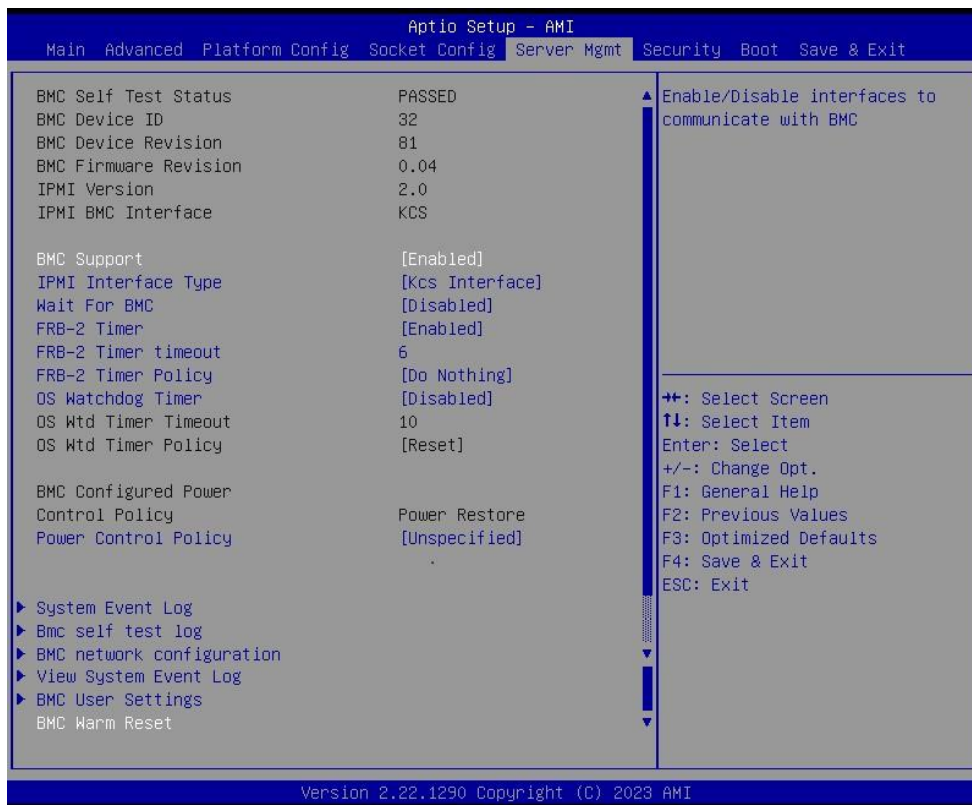 Aptio Setup - AMI
Main Advanced Platform Config Socket Config Server Mgmt Security Boot Save & Exit
BMC Self Test Status PASSED
BMC Device ID 32
BMC Device Revision 81
BMC Firmware Revision 0.04
IPMI Version 2.0
IPMI BMC Interface KCS
BMC Support [Enabled]
IPMI Interface Type [Kcs Interface]
Wait For BMC [Disabled]
FRB-2 Timer [Enabled]
FRB-2 Timer timeout 6
FRB-2 Timer Policy [Do Nothing]
OS Watchdog Timer [Disabled]
OS Wtd Timer Timeout 10
OS Wtd Timer Policy [Reset]
BMC Configured Power
Control Policy Power Restore
Power Control Policy [Unspecified]
System Event Log
Bmc self test log
BMC network configuration
View System Event Log
BMC User Settings
BMC Warm Reset
Enable/Disable interfaces to
communicate with BMC
→←: Select Screen
↑↓: Select Item
Enter: Select
+/-: Change Opt.
F1: General Help
F2: Previous Values
F3: Optimized Defaults
F4: Save & Exit
ESC: Exit
Version 2.22.1290 Copyright (C) 2023 AMI